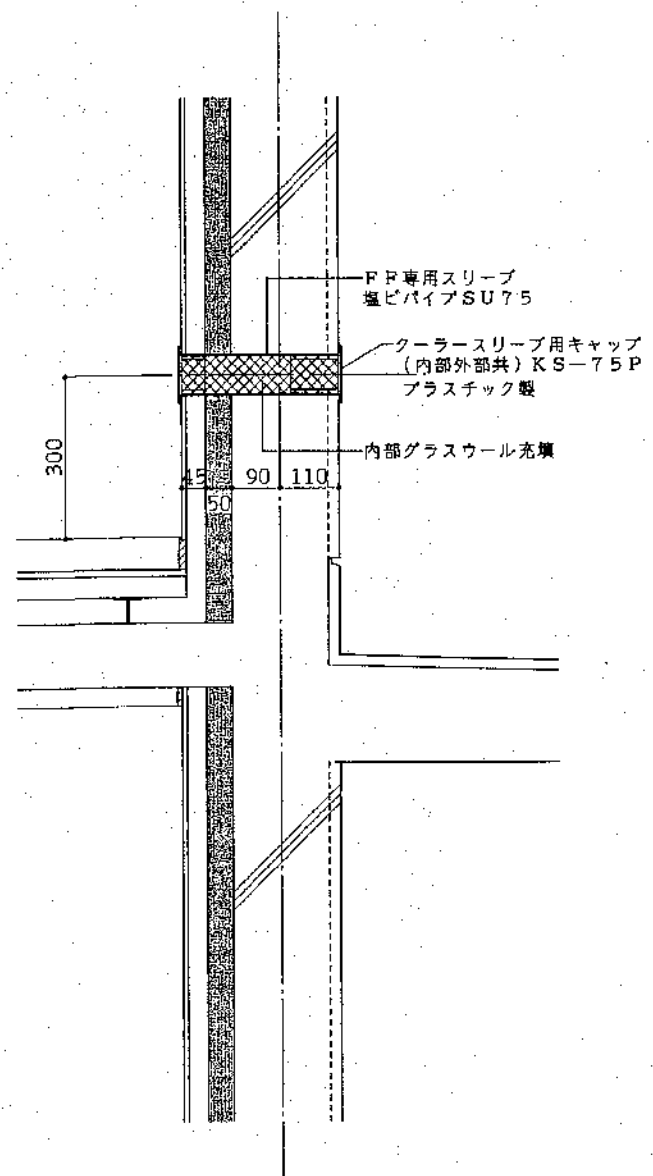 FF専用スリーブ
塩ビパイプSU75
クーラースリーブ用キャップ
(内部外部共)KS-75P
プラスチック製
内部グラスウール充填
300
45 90 110
50